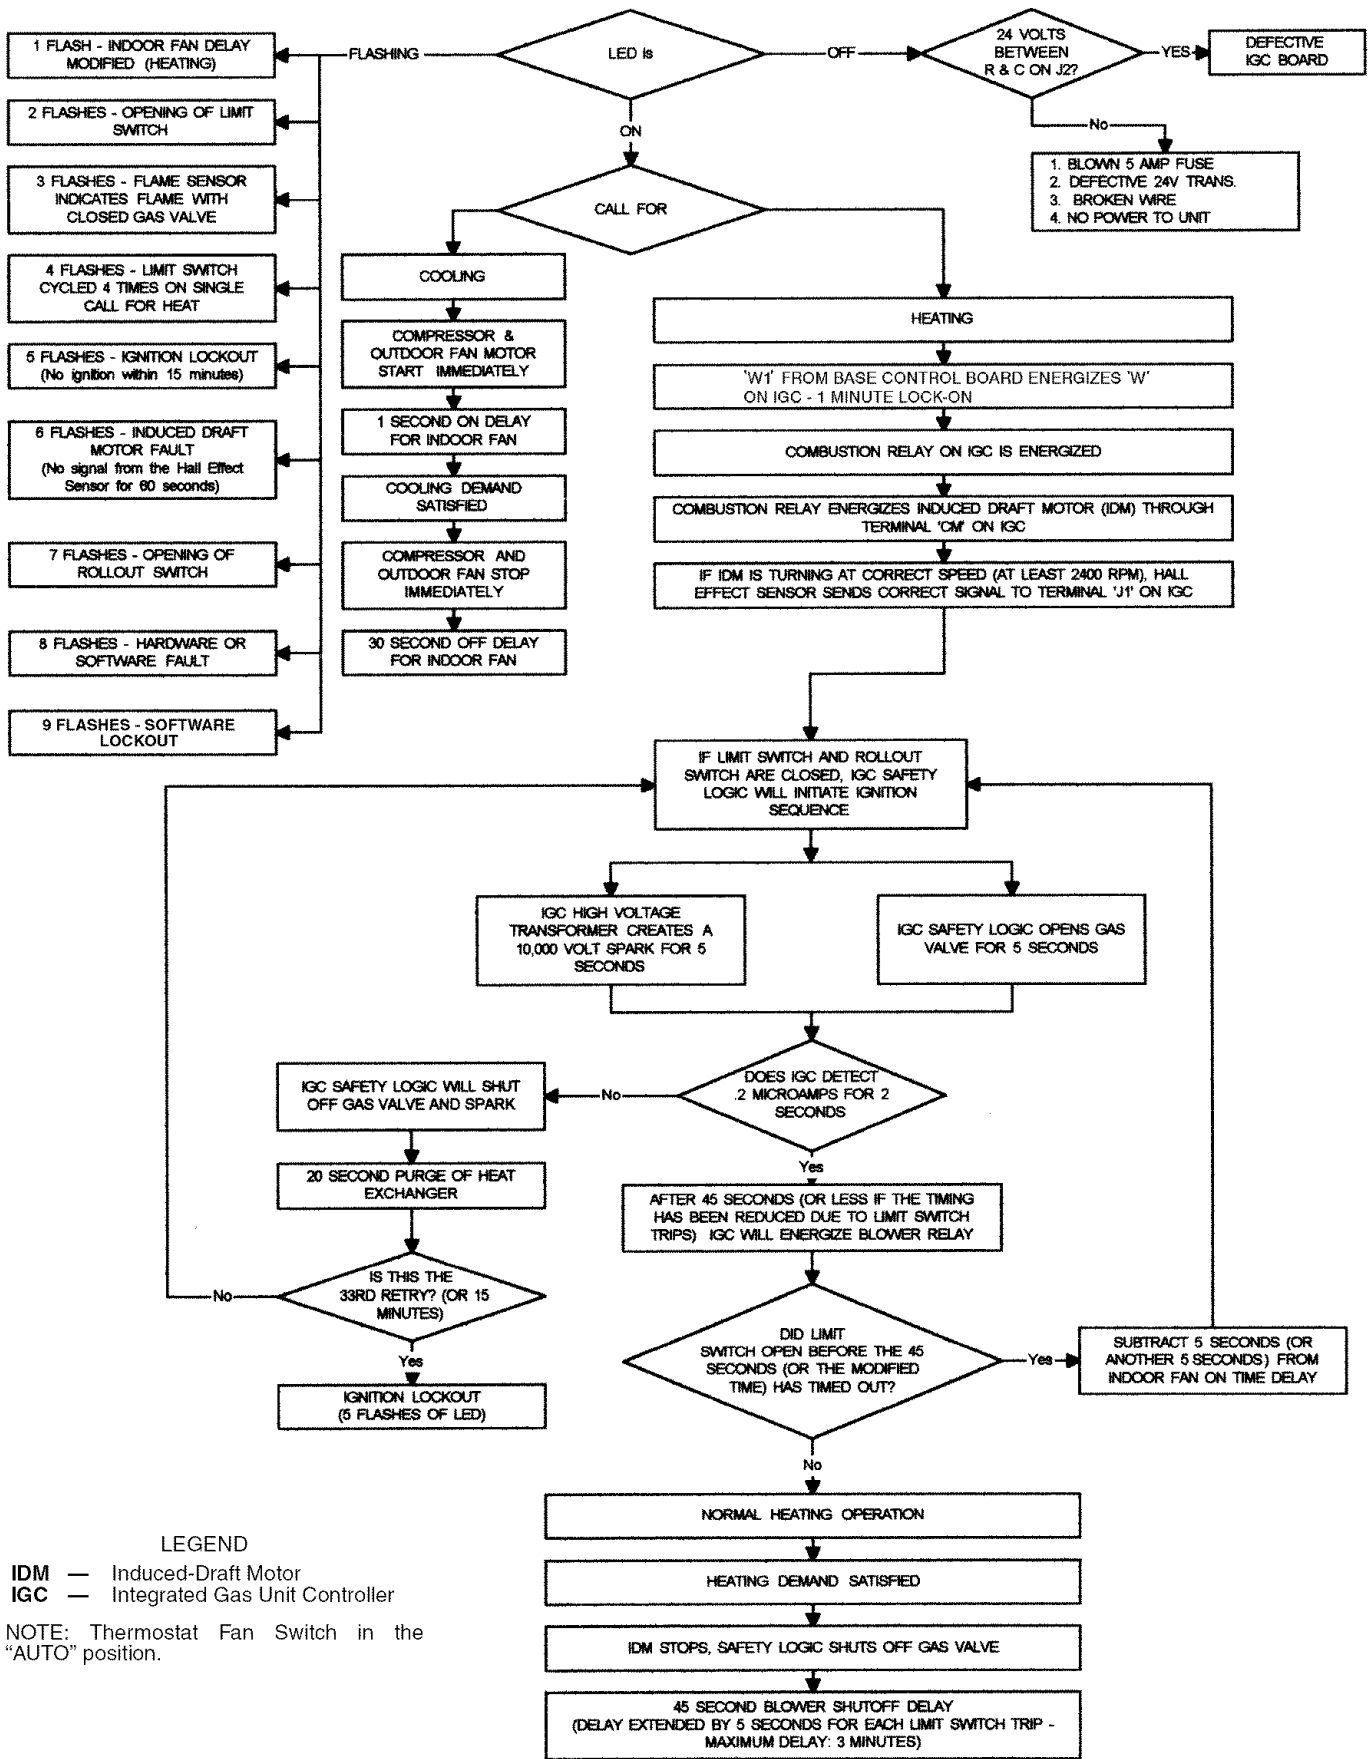 1 FLASH - INDOOR FAN DELAY
MODIFIED (HEATING)
2 FLASHES - OPENING OF LIMIT
SWITCH
3 FLASHES - FLAME SENSOR
INDICATES FLAME WITH
CLOSED GAS VALVE
4 FLASHES - LIMIT SWITCH
CYCLED 4 TIMES ON SINGLE
CALL FOR HEAT
5 FLASHES - IGNITION LOCKOUT
(No ignition within 15 minutes)
6 FLASHES - INDUCED DRAFT
MOTOR FAULT
(No signal from the Hall Effect
Sensor for 60 seconds)
7 FLASHES - OPENING OF
ROLLOUT SWITCH
8 FLASHES - HARDWARE OR
SOFTWARE FAULT
9 FLASHES - SOFTWARE
LOCKOUT
FLASHING
LED is
OFF
24 VOLTS
BETWEEN
R & C ON J2?
YES
DEFECTIVE
IGC BOARD
No
1. BLOWN 5 AMP FUSE
2. DEFECTIVE 24V TRANS.
3. BROKEN WIRE
4. NO POWER TO UNIT
ON
CALL FOR
COOLING
COMPRESSOR &
OUTDOOR FAN MOTOR
START IMMEDIATELY
1 SECOND ON DELAY
FOR INDOOR FAN
COOLING DEMAND
SATISFIED
COMPRESSOR AND
OUTDOOR FAN STOP
IMMEDIATELY
30 SECOND OFF DELAY
FOR INDOOR FAN
HEATING
'W1' FROM BASE CONTROL BOARD ENERGIZES 'W'
ON IGC - 1 MINUTE LOCK-ON
COMBUSTION RELAY ON IGC IS ENERGIZED
COMBUSTION RELAY ENERGIZES INDUCED DRAFT MOTOR (IDM) THROUGH
TERMINAL 'CM' ON IGC
IF IDM IS TURNING AT CORRECT SPEED (AT LEAST 2400 RPM), HALL
EFFECT SENSOR SENDS CORRECT SIGNAL TO TERMINAL 'J1' ON IGC
IF LIMIT SWITCH AND ROLLOUT
SWITCH ARE CLOSED, IGC SAFETY
LOGIC WILL INITIATE IGNITION
SEQUENCE
IGC HIGH VOLTAGE
TRANSFORMER CREATES A
10,000 VOLT SPARK FOR 5
SECONDS
IGC SAFETY LOGIC OPENS GAS
VALVE FOR 5 SECONDS
DOES IGC DETECT
.2 MICROAMPS FOR 2
SECONDS
No
IGC SAFETY LOGIC WILL SHUT
OFF GAS VALVE AND SPARK
20 SECOND PURGE OF HEAT
EXCHANGER
IS THIS THE
33RD RETRY? (OR 15
MINUTES)
No
Yes
IGNITION LOCKOUT
(5 FLASHES OF LED)
Yes
AFTER 45 SECONDS (OR LESS IF THE TIMING
HAS BEEN REDUCED DUE TO LIMIT SWITCH
TRIPS) IGC WILL ENERGIZE BLOWER RELAY
DID LIMIT
SWITCH OPEN BEFORE THE 45
SECONDS (OR THE MODIFIED
TIME) HAS TIMED OUT?
Yes
SUBTRACT 5 SECONDS (OR
ANOTHER 5 SECONDS) FROM
INDOOR FAN ON TIME DELAY
No
NORMAL HEATING OPERATION
HEATING DEMAND SATISFIED
IDM STOPS, SAFETY LOGIC SHUTS OFF GAS VALVE
45 SECOND BLOWER SHUTOFF DELAY
(DELAY EXTENDED BY 5 SECONDS FOR EACH LIMIT SWITCH TRIP -
MAXIMUM DELAY: 3 MINUTES)
LEGEND
IDM — Induced-Draft Motor
IGC — Integrated Gas Unit Controller
NOTE: Thermostat Fan Switch in the
“AUTO” position.